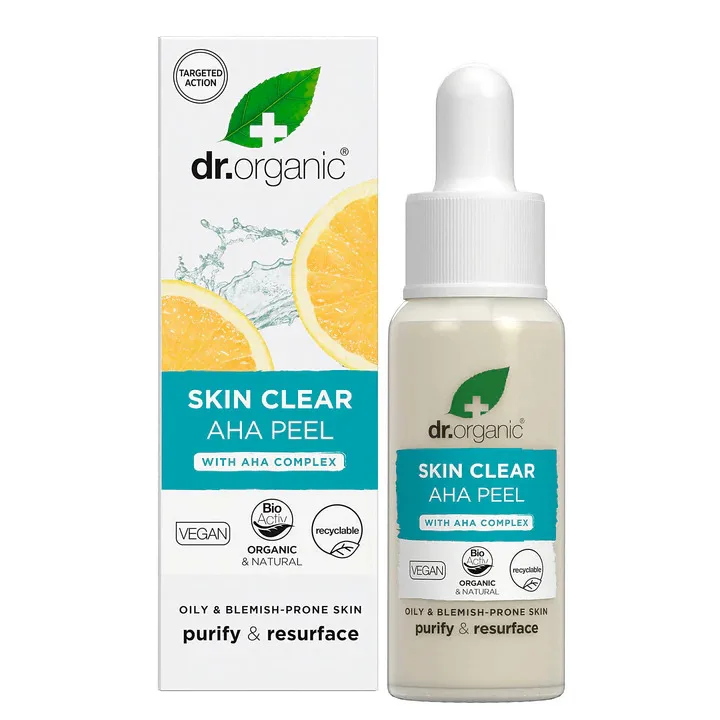 TARGETED
ACTION
dr.organic®
SKIN CLEAR
AHA PEEL
WITH AHA COMPLEX
VEGAN
Bio
Activ
ORGANIC
& NATURAL
recyclable
OILY & BLEMISH-PRONE SKIN
purify & resurface
dr.organic®
SKIN CLEAR
AHA PEEL
WITH AHA COMPLEX
VEGAN
Bio
Activ
ORGANIC
& NATURAL
recyclable
OILY & BLEMISH-PRONE SKIN
purify & resurface